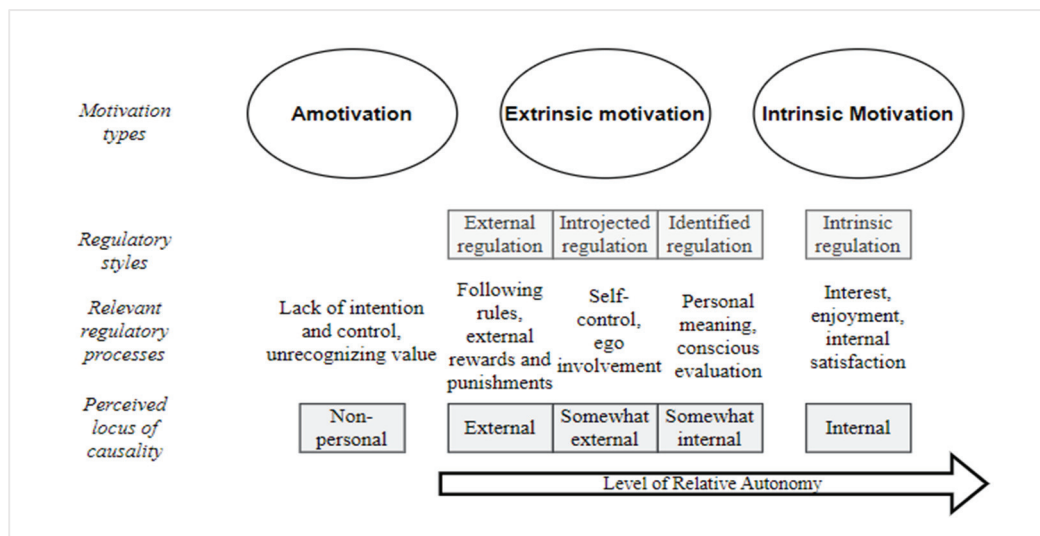 Motivation
types
Amotivation
Extrinsic motivation
Intrinsic Motivation
Regulatory
styles
External
regulation
Introjected
regulation
Identified
regulation
Intrinsic
regulation
Relevant
regulatory
processes
Lack of intention
and control,
unrecognizing value
Following
rules,
external
rewards and
punishments
Self-
control,
ego
involvement
Personal
meaning,
conscious
evaluation
Interest,
enjoyment,
internal
satisfaction
Perceived
locus of
causality
Non-
personal
External
Somewhat
external
Somewhat
internal
Internal
Level of Relative Autonomy